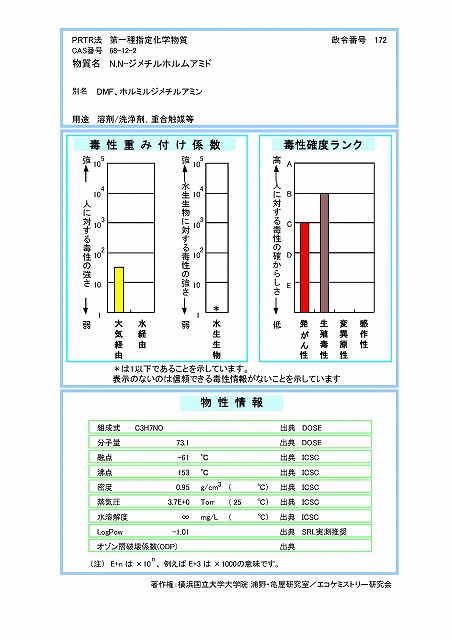 PRTR法 第一種指定化学物質 政令番号 172
CAS番号 68-12-2
物質名 N,N-ジメチルホルムアミド
別名 DMF、ホルミルジメチルアミン
用途 溶剤/洗浄剤, 重合触媒等
毒性重み付け係数
強 人に対する毒性の強さ 弱
10^5
10^4
10^3
10^2
10
1
大気経由 水経由
強 水生生物に対する毒性の強さ 弱
10^5
10^4
10^3
10^2
10
1
*
水生生物
毒性確度ランク
高 人に対する毒性の確からしさ 低
A
B
C
D
E
発がん性 生殖毒性 変異原性 感作性
*は1以下であることを示しています。
表示のないのは信頼できる毒性情報がないことを示しています
物性情報
組成式 C3H7NO 出典 DOSE
分子量 73.1 出典 DOSE
融点 -61 ℃ 出典 ICSC
沸点 153 ℃ 出典 ICSC
密度 0.95 g/cm3 ( ℃) 出典 ICSC
蒸気圧 3.7E+0 Torr (25 ℃) 出典 ICSC
水溶解度 ∞ mg/L ( ℃) 出典 ICSC
LogPow -1.01 出典 SRL実測推奨
オゾン層破壊係数(ODP) 出典
(注) E+n は ×10^n、例えば E+3 は ×1000の意味です。
著作権:横浜国立大学大学院 浦野・亀屋研究室/エコケミストリー研究会